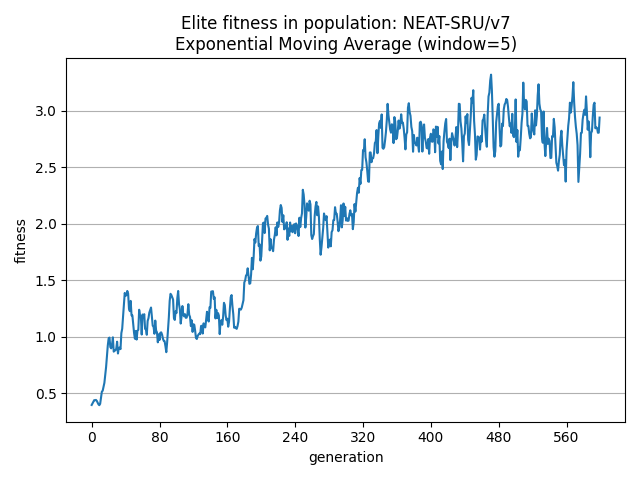 Elite fitness in population: NEAT-SRU/v7
Exponential Moving Average (window=5)
fitness
3.0
2.5
2.0
1.5
1.0
0.5
0 80 160 240 320 400 480 560
generation